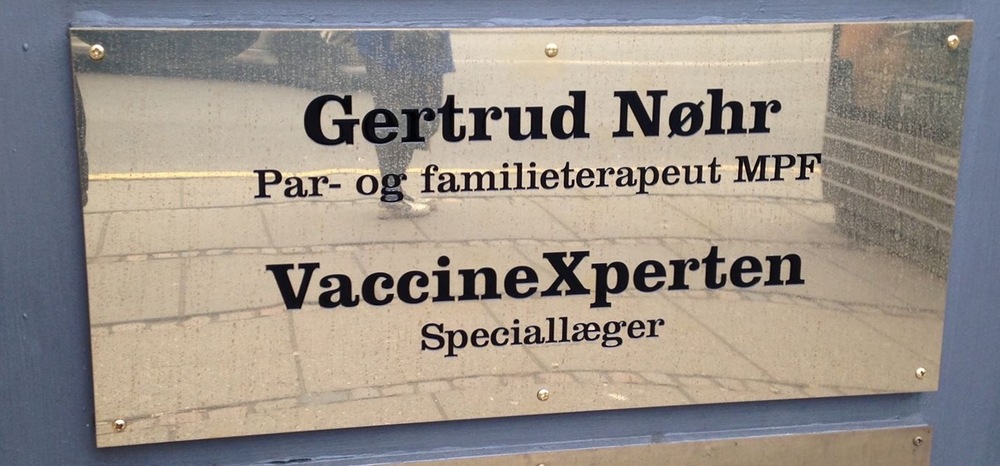 Gertrud Nøhr
Par- og familieterapeut MPF
VaccineXperten
Speciallæger